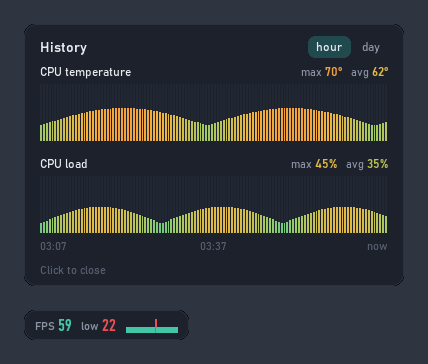 History hour day
CPU temperature max 70° avg 62°
CPU load max 45% avg 35%
03:07 03:37 now
Click to close
FPS 59 low 22